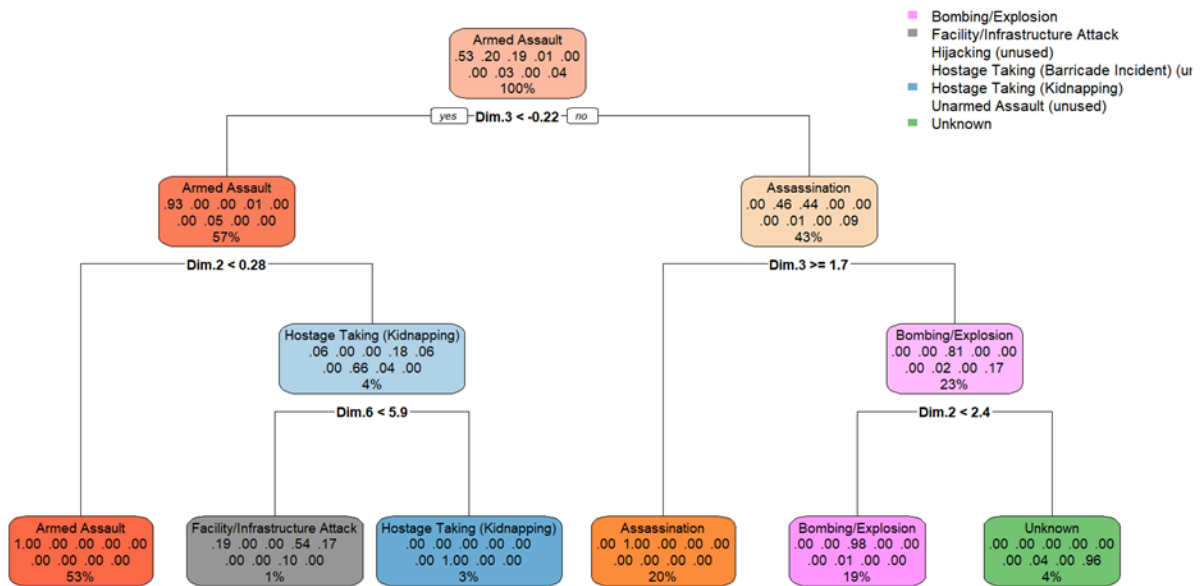 Armed Assault
.53 .20 .19 .01 .00
.00 .03 .00 .04
100%
yes Dim.3 < -0.22 no
Bombing/Explosion
Facility/Infrastructure Attack
Hijacking (unused)
Hostage Taking (Barricade Incident) (ur
Hostage Taking (Kidnapping)
Unarmed Assault (unused)
Unknown
Armed Assault
.93 .00 .00 .01 .00
.00 .05 .00 .00
57%
Dim.2 < 0.28
Assassination
.00 .46 .44 .00 .00
.00 .01 .00 .09
43%
Dim.3 >= 1.7
Hostage Taking (Kidnapping)
.06 .00 .00 .18 .06
.00 .66 .04 .00
4%
Dim.6 < 5.9
Bombing/Explosion
.00 .00 .81 .00 .00
.00 .02 .00 .17
23%
Dim.2 < 2.4
Armed Assault
1.00 .00 .00 .00 .00
.00 .00 .00 .00
53%
Facility/Infrastructure Attack
.19 .00 .00 .54 .17
.00 .00 .10 .00
1%
Hostage Taking (Kidnapping)
.00 .00 .00 .00 .00
.00 1.00 .00 .00
3%
Assassination
.00 1.00 .00 .00 .00
.00 .00 .00 .00
20%
Bombing/Explosion
.00 .00 .98 .00 .00
.00 .01 .00 .00
19%
Unknown
.00 .00 .00 .00 .00
.00 .04 .00 .96
4%